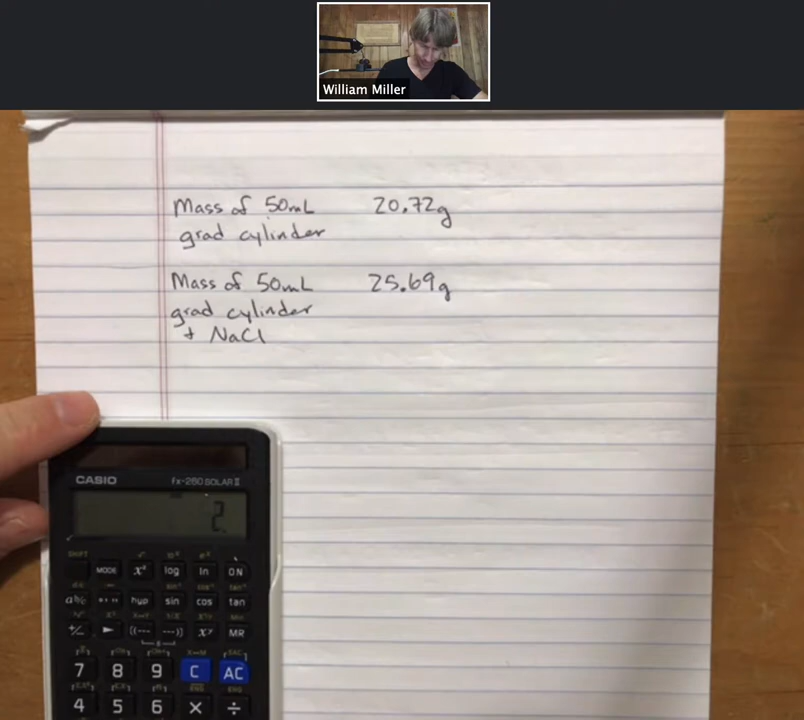 William Miller
Mass of 50mL 20.72g
grad cylinder
Mass of 50mL 25.69g
grad cylinder
+ NaCl
CASIO fx-260 SOLAR II
2.
SHIFT
MODE x² log ln ON
hyp sin cos tan
+/- MR
7 8 9 C AC
4 5 6 × ÷